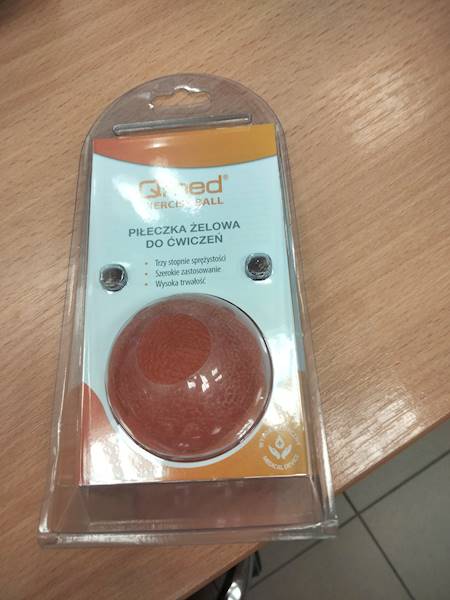 Qmed®
EXERCISE BALL
PIŁECZKA ŻELOWA
DO ĆWICZEŃ
• Trzy stopnie sprężystości
• Szerokie zastosowanie
• Wysoka trwałość
MEDICAL DEVICE